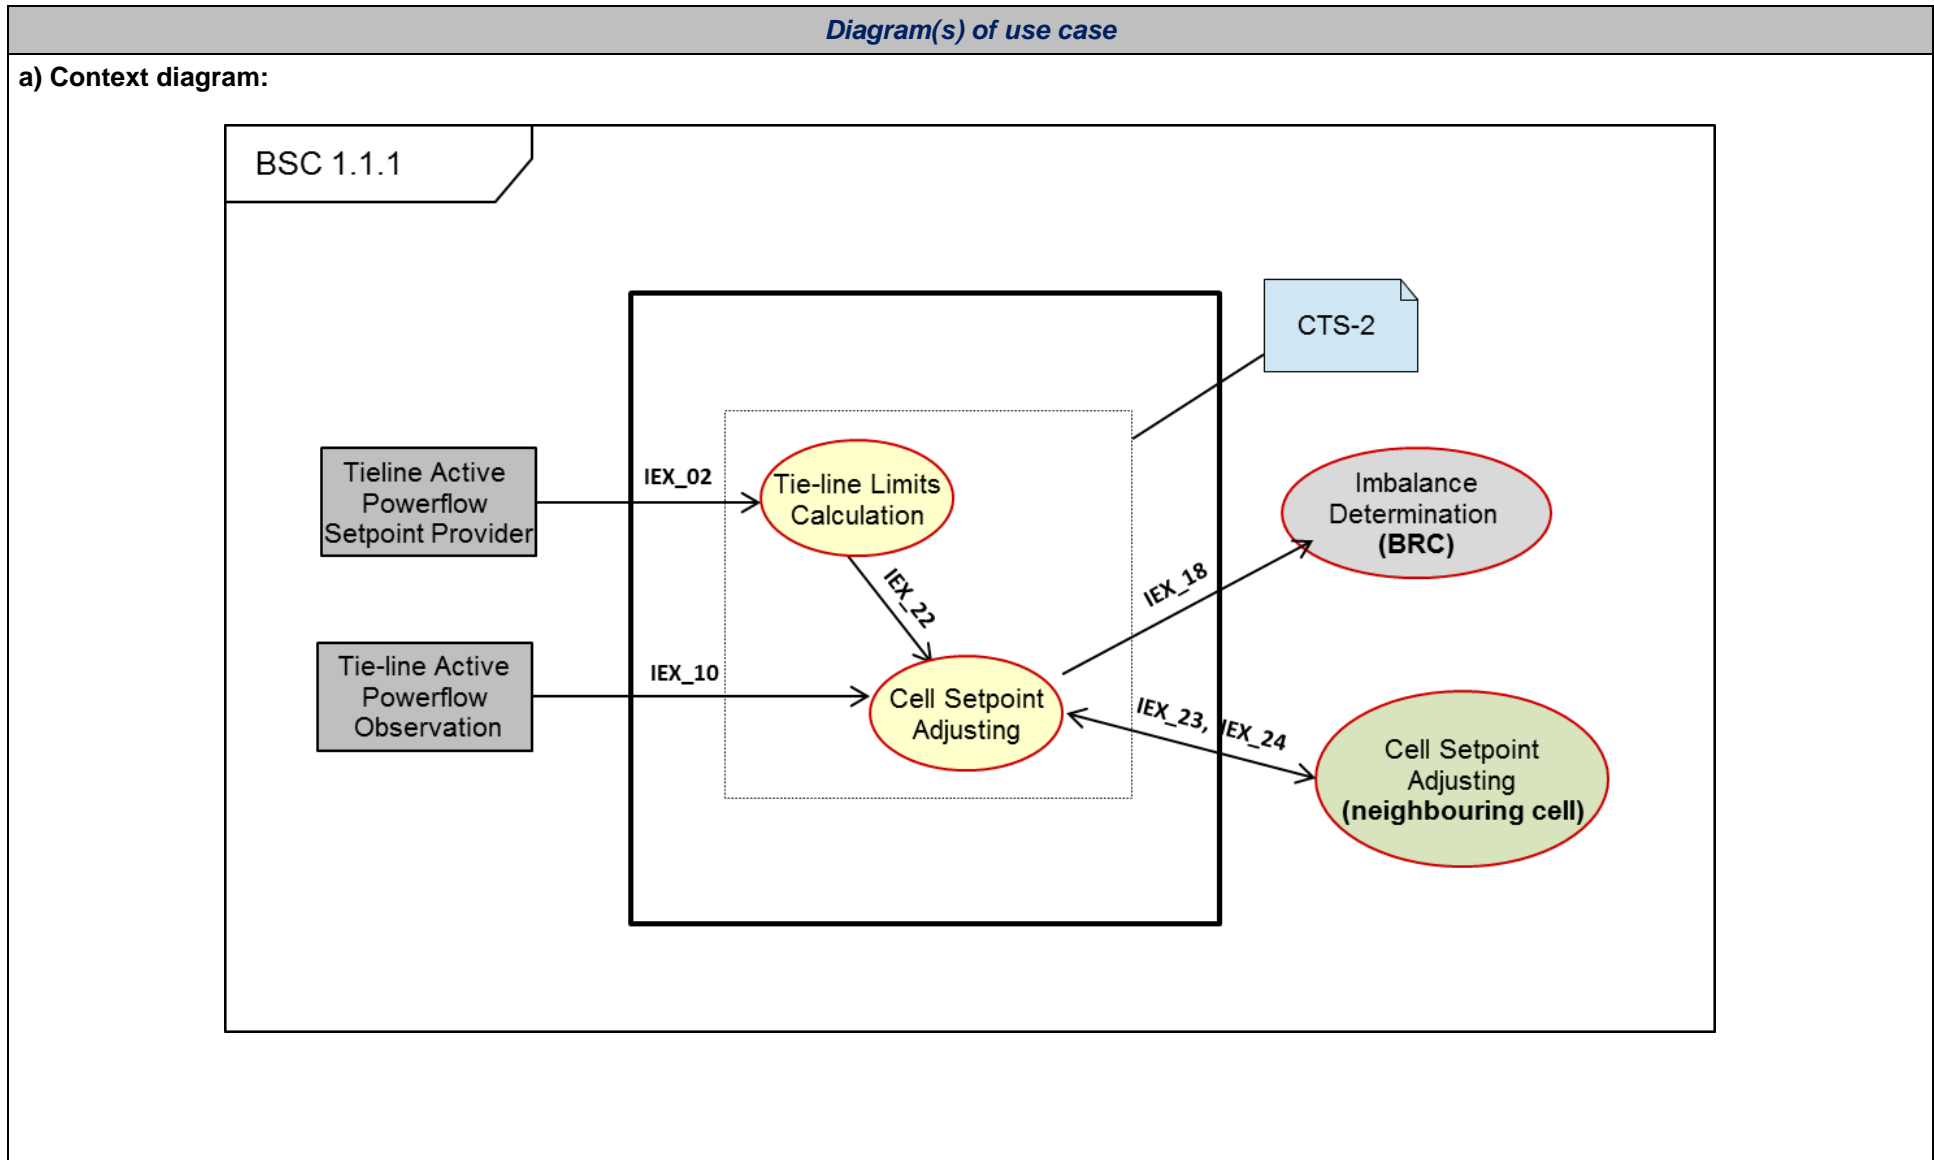 Diagram(s) of use case
a) Context diagram:
BSC 1.1.1
CTS-2
Tieline Active
Powerflow
Setpoint Provider
IEX_02
Tie-line Limits
Calculation
Imbalance
Determination
(BRC)
IEX_22
IEX_18
Tie-line Active
Powerflow
Observation
IEX_10
Cell Setpoint
Adjusting
IEX_23, IEX_24
Cell Setpoint
Adjusting
(neighbouring cell)